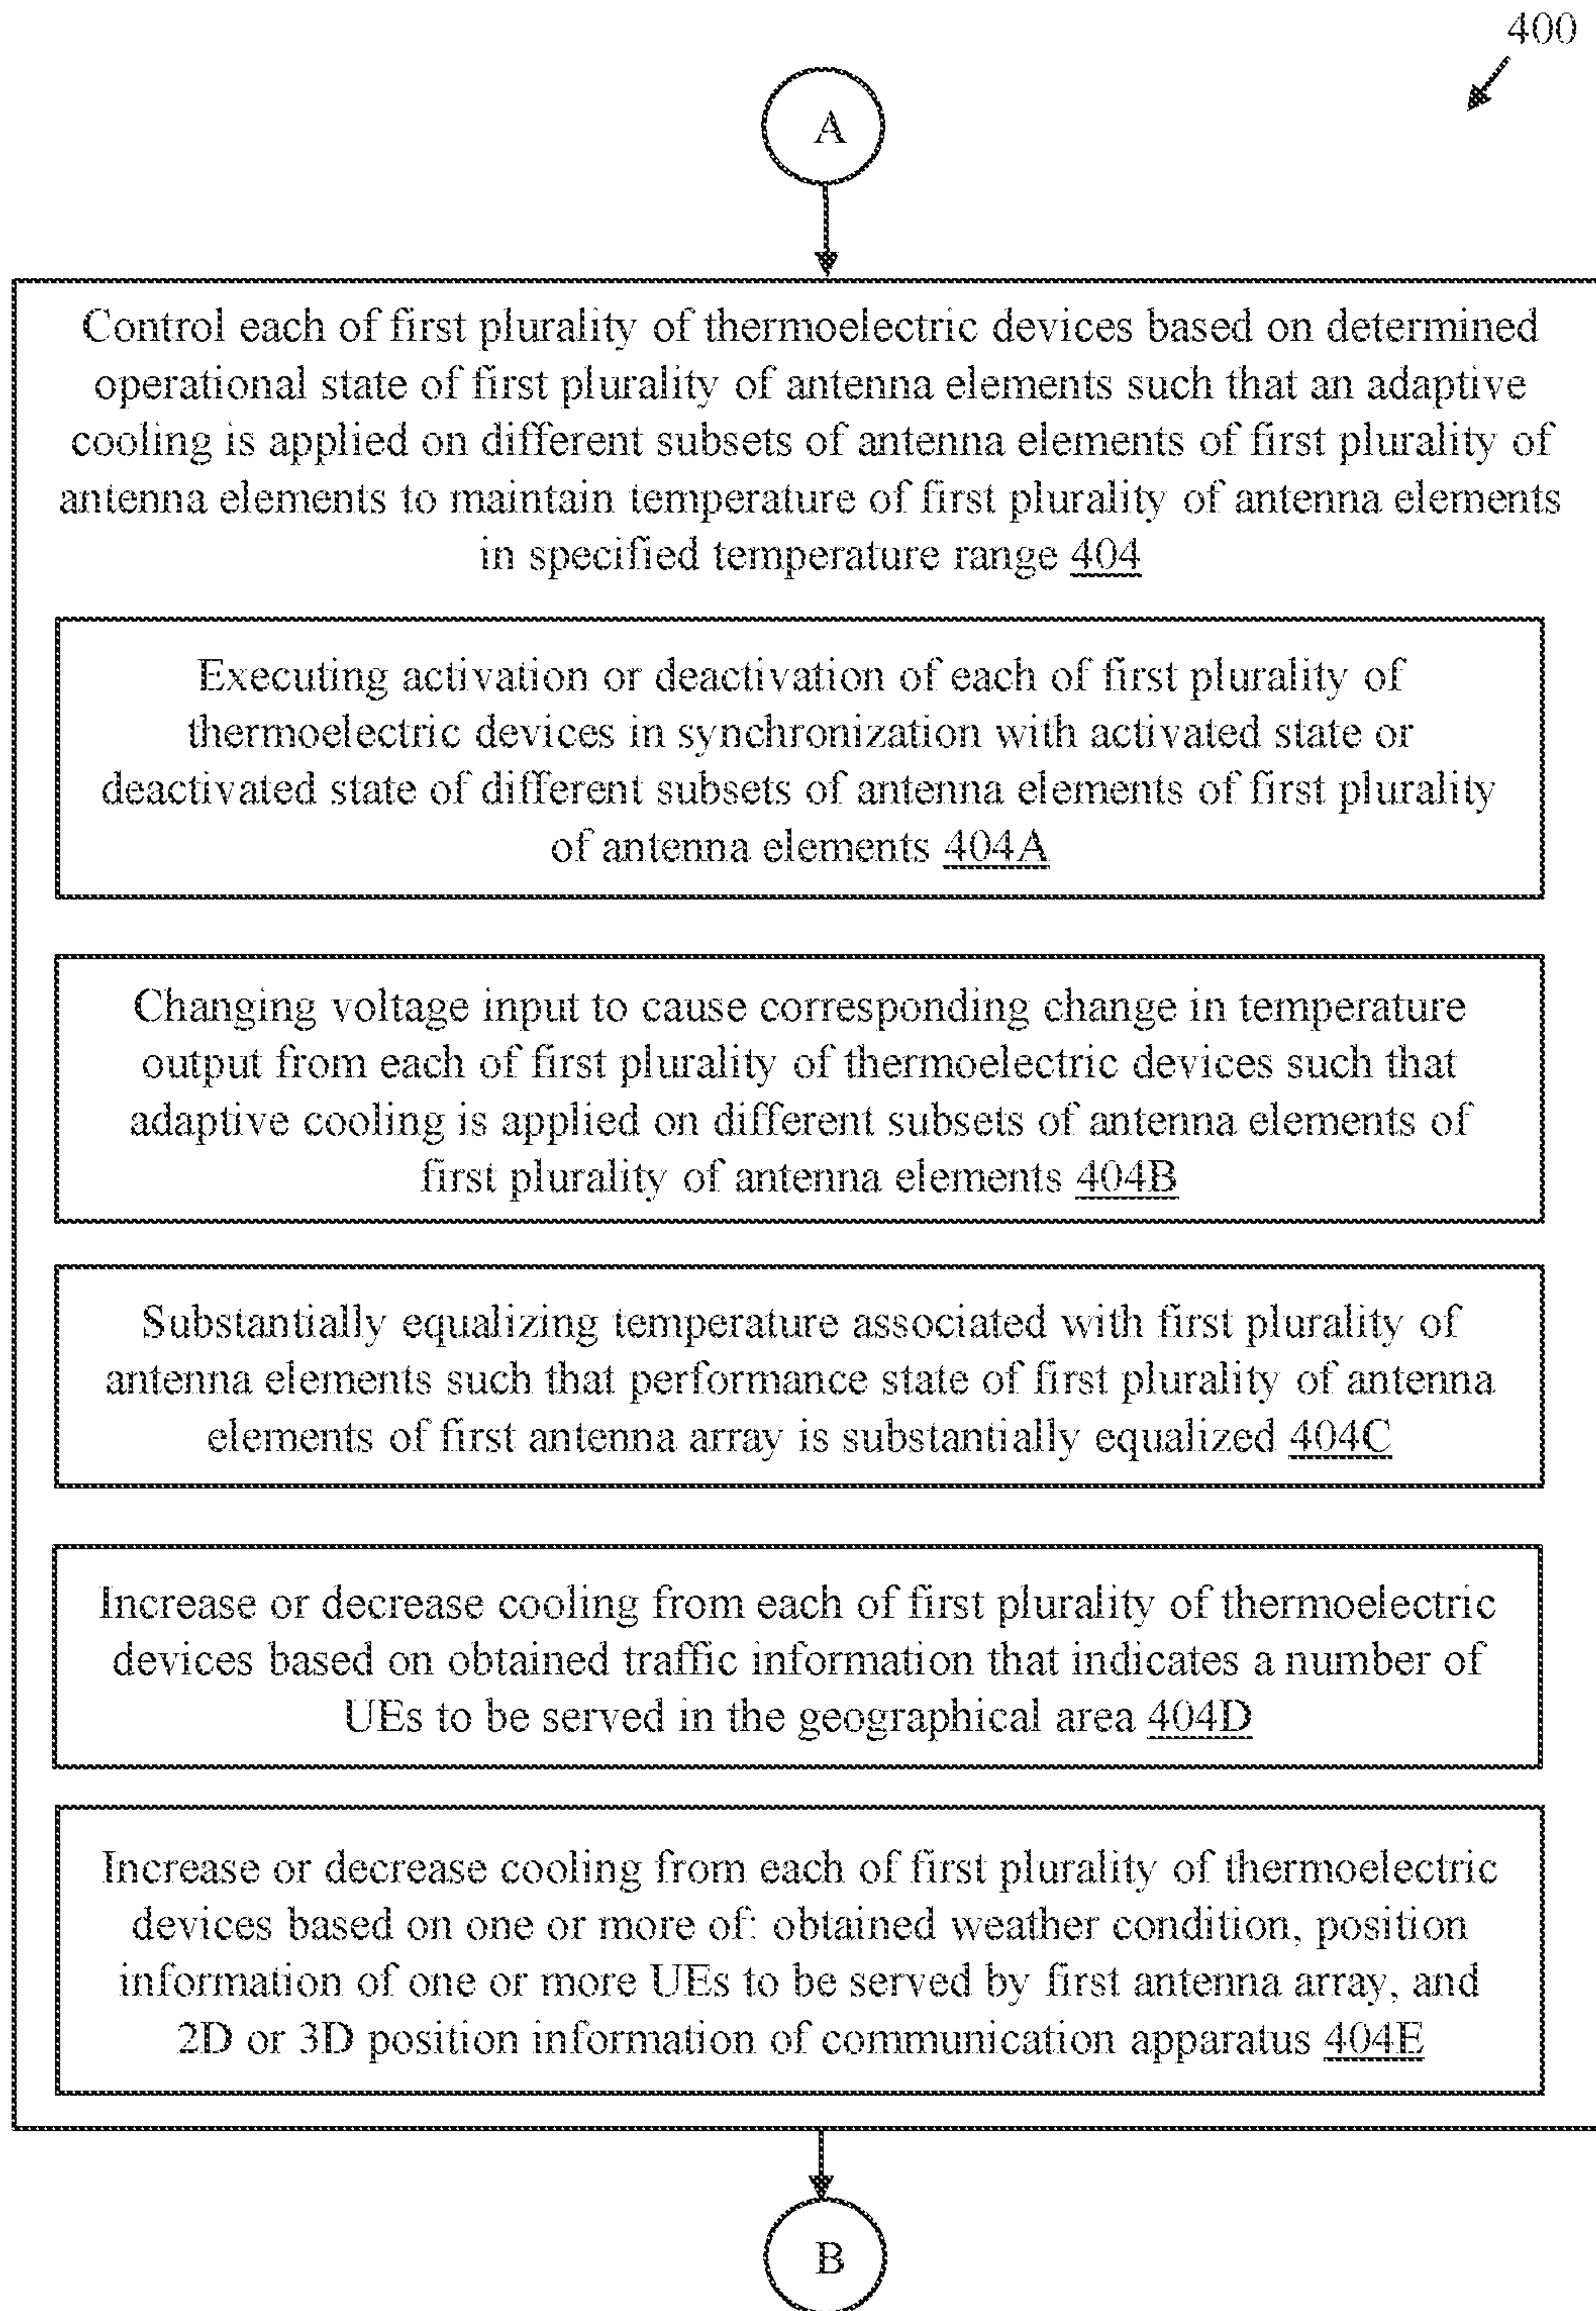 400
A
Control each of first plurality of thermoelectric devices based on determined
operational state of first plurality of antenna elements such that an adaptive
cooling is applied on different subsets of antenna elements of first plurality of
antenna elements to maintain temperature of first plurality of antenna elements
in specified temperature range 404
Executing activation or deactivation of each of first plurality of
thermoelectric devices in synchronization with activated state or
deactivated state of different subsets of antenna elements of first plurality
of antenna elements 404A
Changing voltage input to cause corresponding change in temperature
output from each of first plurality of thermoelectric devices such that
adaptive cooling is applied on different subsets of antenna elements of
first plurality of antenna elements 404B
Substantially equalizing temperature associated with first plurality of
antenna elements such that performance state of first plurality of antenna
elements of first antenna array is substantially equalized 404C
Increase or decrease cooling from each of first plurality of thermoelectric
devices based on obtained traffic information that indicates a number of
UEs to be served in the geographical area 404D
Increase or decrease cooling from each of first plurality of thermoelectric
devices based on one or more of: obtained weather condition, position
information of one or more UEs to be served by first antenna array, and
2D or 3D position information of communication apparatus 404E
B